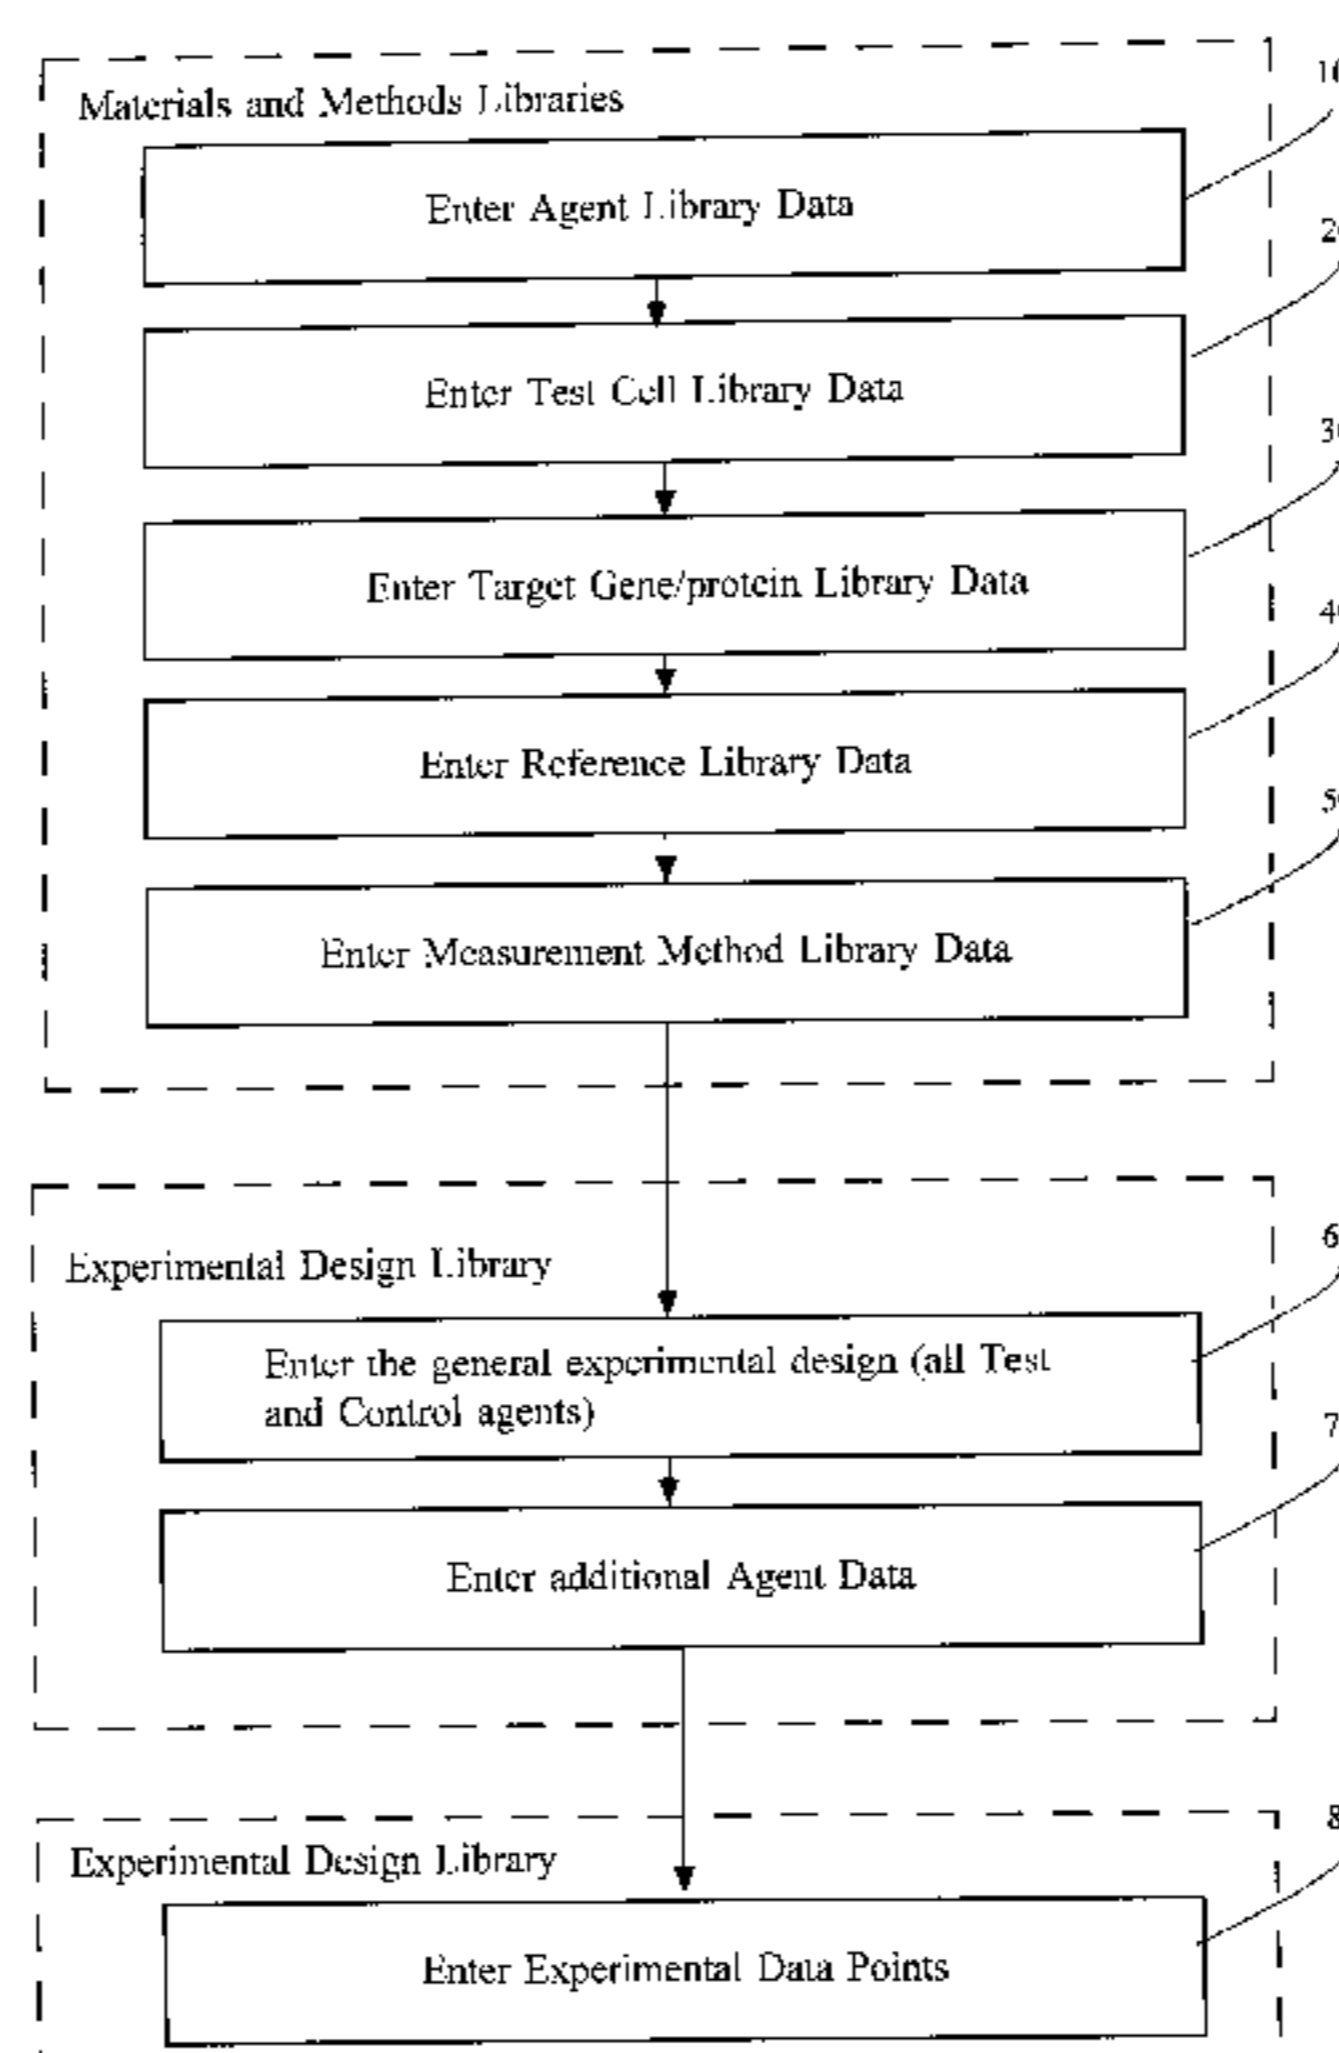 Materials and Methods Libraries
Enter Agent Library Data
Enter Test Cell Library Data
Enter Target Gene/protein Library Data
Enter Reference Library Data
Enter Measurement Method Library Data
Experimental Design Library
Enter the general experimental design (all Test
and Control agents)
Enter additional Agent Data
Experimental Design Library
Enter Experimental Data Points